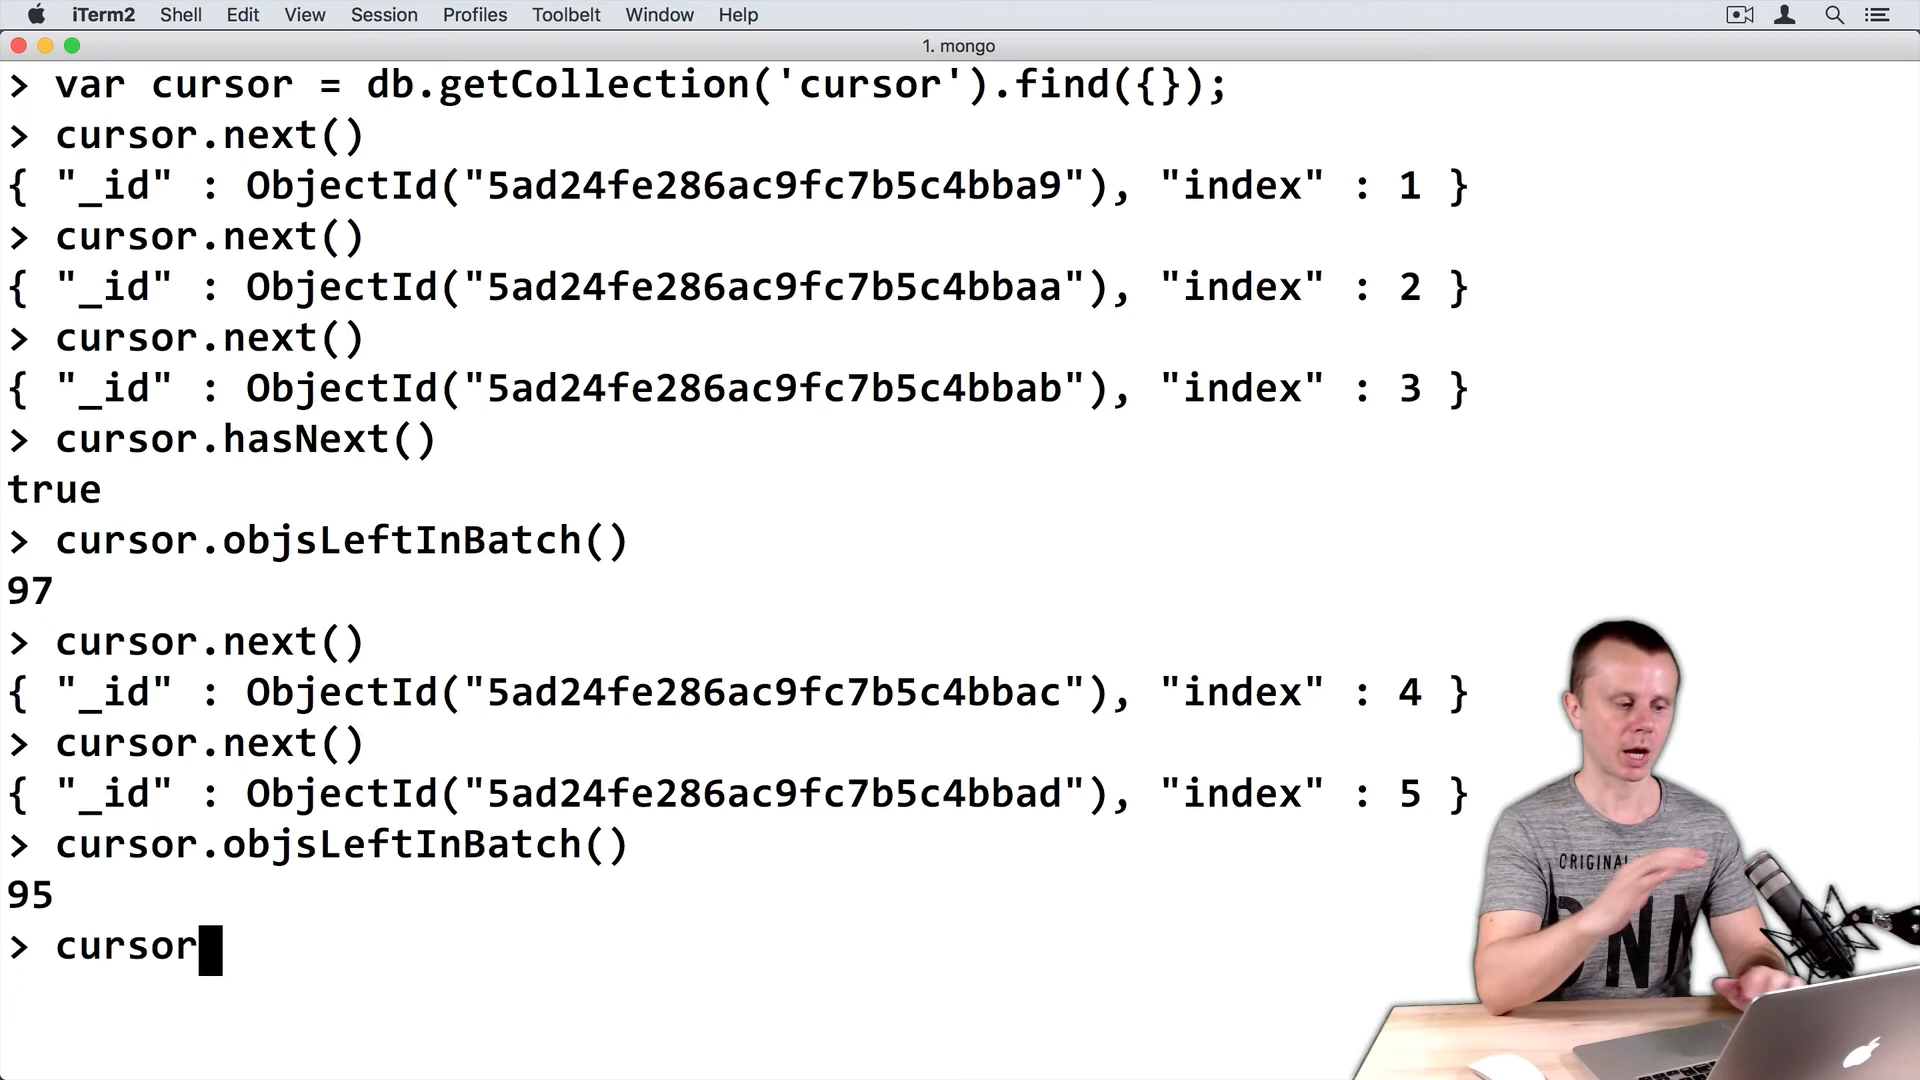 iTerm2 Shell Edit View Session Profiles Toolbelt Window Help
1. mongo
> var cursor = db.getCollection('cursor').find({});
> cursor.next()
{ "_id" : ObjectId("5ad24fe286ac9fc7b5c4bba9"), "index" : 1 }
> cursor.next()
{ "_id" : ObjectId("5ad24fe286ac9fc7b5c4bbaa"), "index" : 2 }
> cursor.next()
{ "_id" : ObjectId("5ad24fe286ac9fc7b5c4bbab"), "index" : 3 }
> cursor.hasNext()
true
> cursor.objsLeftInBatch()
97
> cursor.next()
{ "_id" : ObjectId("5ad24fe286ac9fc7b5c4bbac"), "index" : 4 }
> cursor.next()
{ "_id" : ObjectId("5ad24fe286ac9fc7b5c4bbad"), "index" : 5 }
> cursor.objsLeftInBatch()
95
> cursor
ORIGINAL